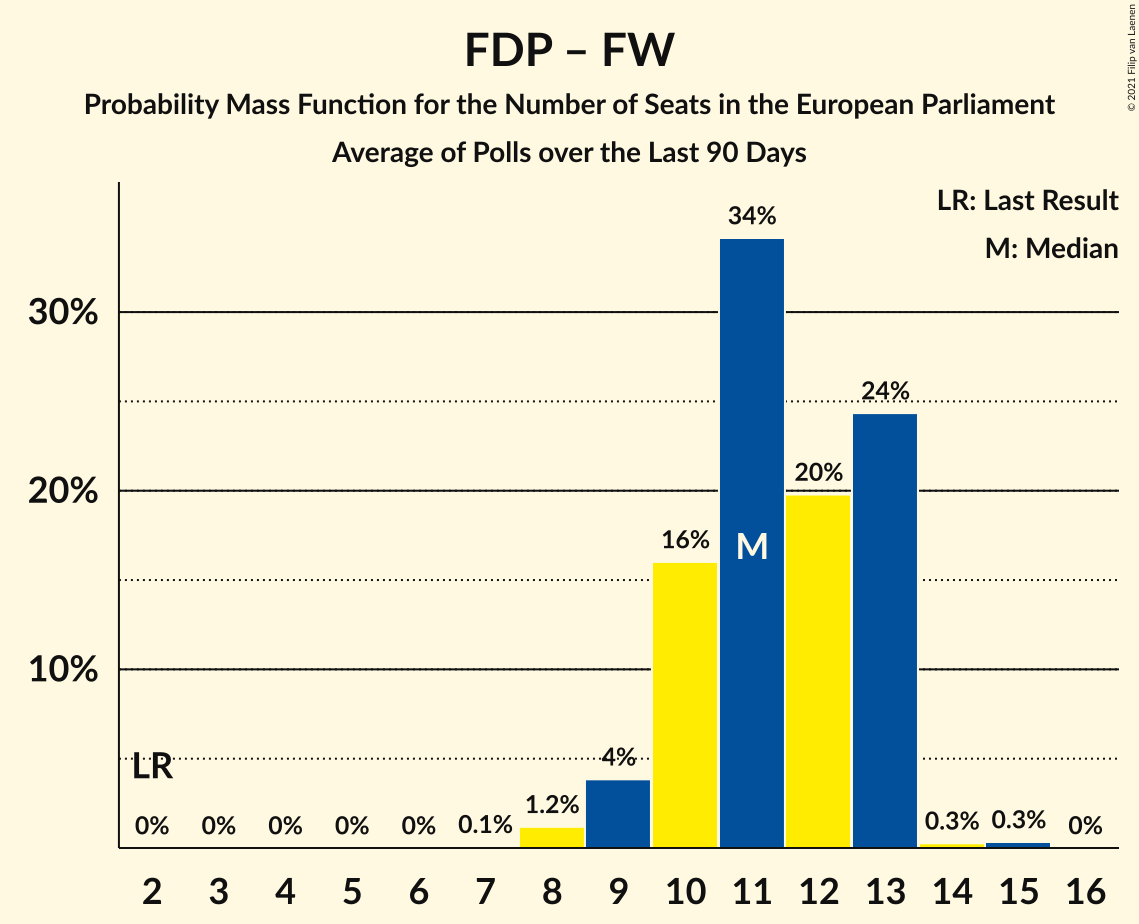 FDP – FW
Probability Mass Function for the Number of Seats in the European Parliament
Average of Polls over the Last 90 Days
© 2021 Filip van Laenen
LR: Last Result
M: Median
34%
30%
24%
20%
20%
16%
M
10%
LR
4%
1.2%
0% 0% 0% 0% 0% 0.1% 0.3% 0.3% 0%
2 3 4 5 6 7 8 9 10 11 12 13 14 15 16